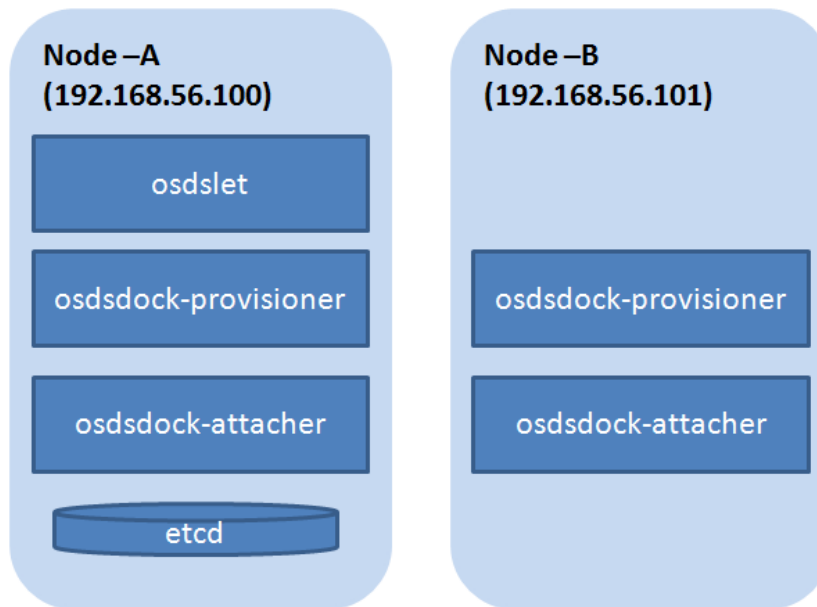 Node –A
(192.168.56.100)
osdslet
osdsdock-provisioner
osdsdock-attacher
etcd
Node –B
(192.168.56.101)
osdsdock-provisioner
osdsdock-attacher